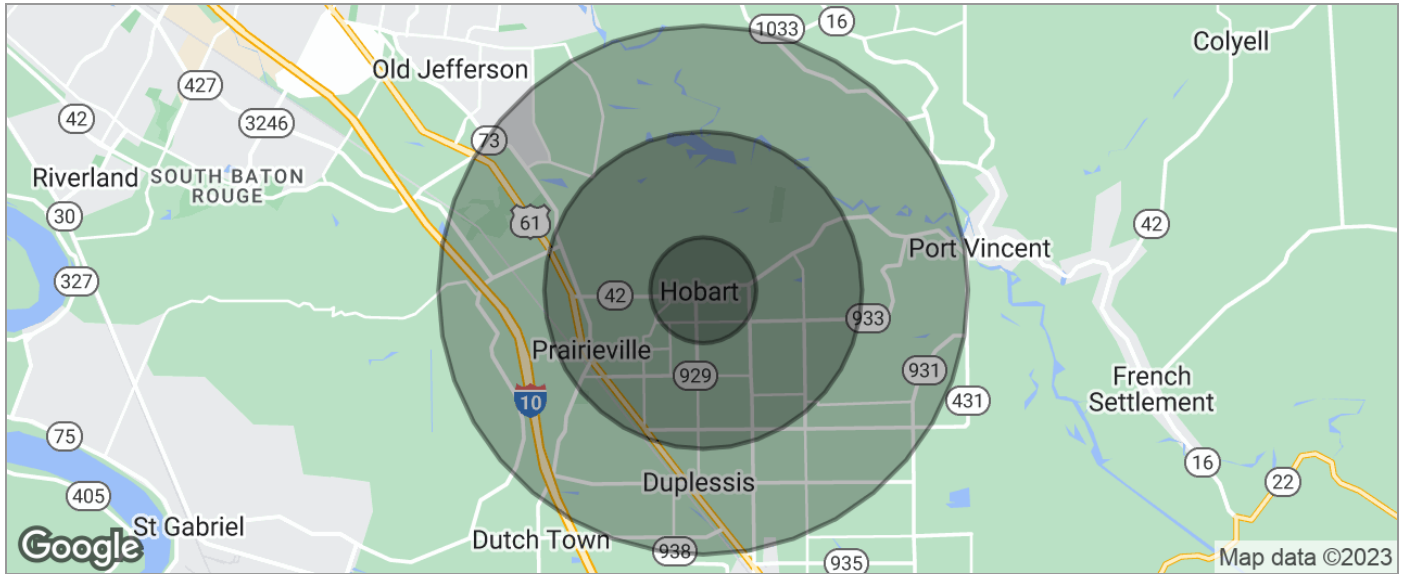 1033
16
Colyell
Old Jefferson
427
42
3246
73
Riverland
SOUTH BATON
ROUGE
30
61
Port Vincent
42
327
Hobart
42
933
Prairieville
929
931
10
431
French
Settlement
75
16
22
Duplessis
405
St Gabriel
Dutch Town
938
935
Google
Map data ©2023